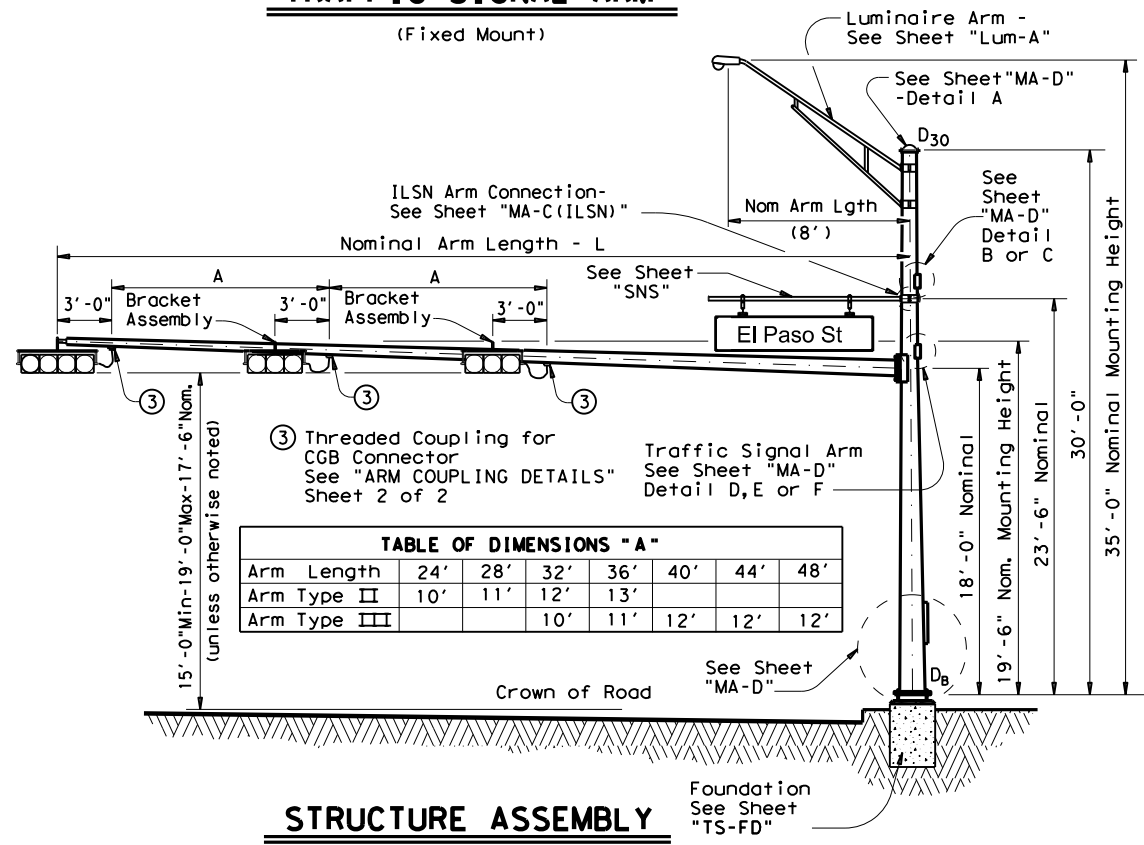 (Fixed Mount)
Luminaire Arm -
See Sheet "Lum-A"
See Sheet"MA-D"
-Detail A
D30
See
Sheet
"MA-D"
Detail
B or C
ILSN Arm Connection-
See Sheet "MA-C(ILSN)"
Nom Arm Lgth
(8')
Nominal Arm Length - L
See Sheet
"SNS"
A
A
3'-0"
Bracket
Assembly
3'-0"
Bracket
Assembly
3'-0"
El Paso St
3
3
3
3 Threaded Coupling for
CGB Connector
See "ARM COUPLING DETAILS"
Sheet 2 of 2
Traffic Signal Arm
See Sheet "MA-D"
Detail D,E or F
15'-0"Min-19'-0"Max-17'-6"Nom.
(unless otherwise noted)
18'-0" Nominal
19'-6" Nom. Mounting Height
23'-6" Nominal
30'-0"
35'-0" Nominal Mounting Height
TABLE OF DIMENSIONS "A"
Arm Length 24' 28' 32' 36' 40' 44' 48'
Arm Type II 10' 11' 12' 13'
Arm Type III 10' 11' 12' 12' 12'
See Sheet
"MA-D"
DB
Crown of Road
Foundation
See Sheet
"TS-FD"
STRUCTURE ASSEMBLY